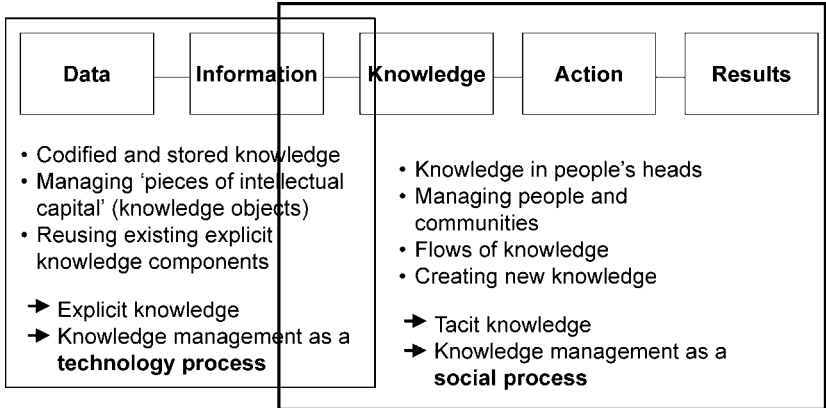 Data Information Knowledge Action Results
• Codified and stored knowledge
• Managing ‘pieces of intellectual
capital’ (knowledge objects)
• Reusing existing explicit
knowledge components
➔ Explicit knowledge
➔ Knowledge management as a
technology process
• Knowledge in people’s heads
• Managing people and
communities
• Flows of knowledge
• Creating new knowledge
➔ Tacit knowledge
➔ Knowledge management as a
social process